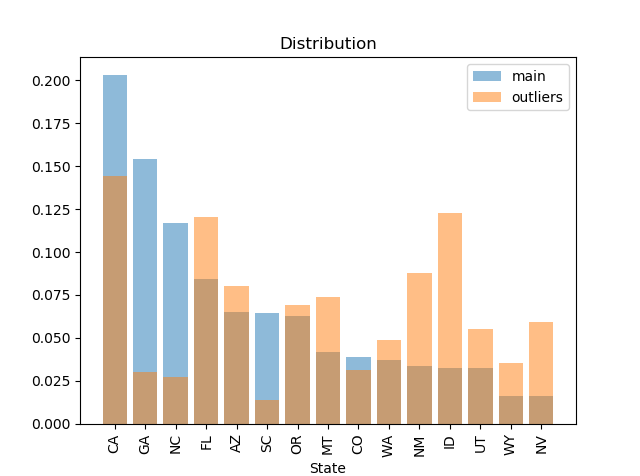 Distribution
main
outliers
0.200
0.175
0.150
0.125
0.100
0.075
0.050
0.025
0.000
CA GA NC FL AZ SC OR MT CO WA NM ID UT WY NV
State